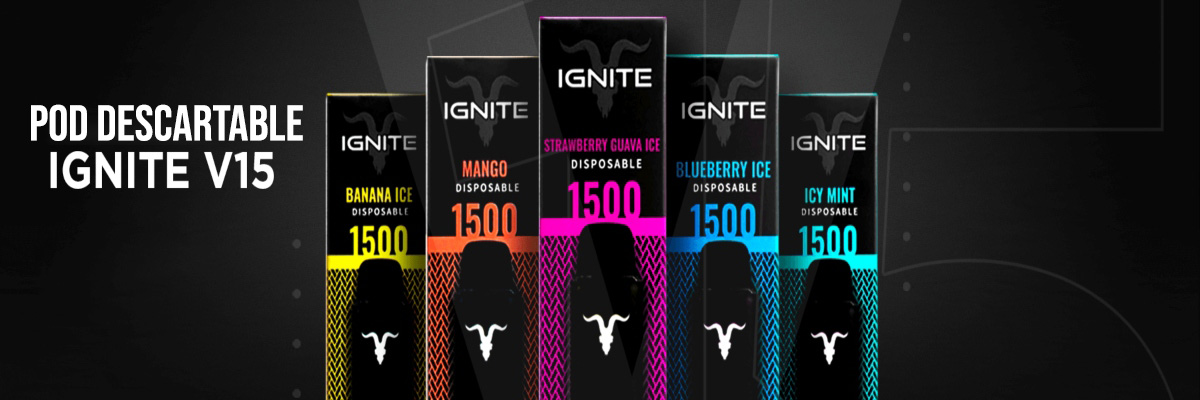 POD DESCARTABLE
IGNITE V15
IGNITE
BANANA ICE
DISPOSABLE
1500
IGNITE
MANGO
DISPOSABLE
1500
IGNITE
STRAWBERRY GUAVA ICE
DISPOSABLE
1500
IGNITE
BLUEBERRY ICE
DISPOSABLE
1500
IGNITE
ICY MINT
DISPOSABLE
1500